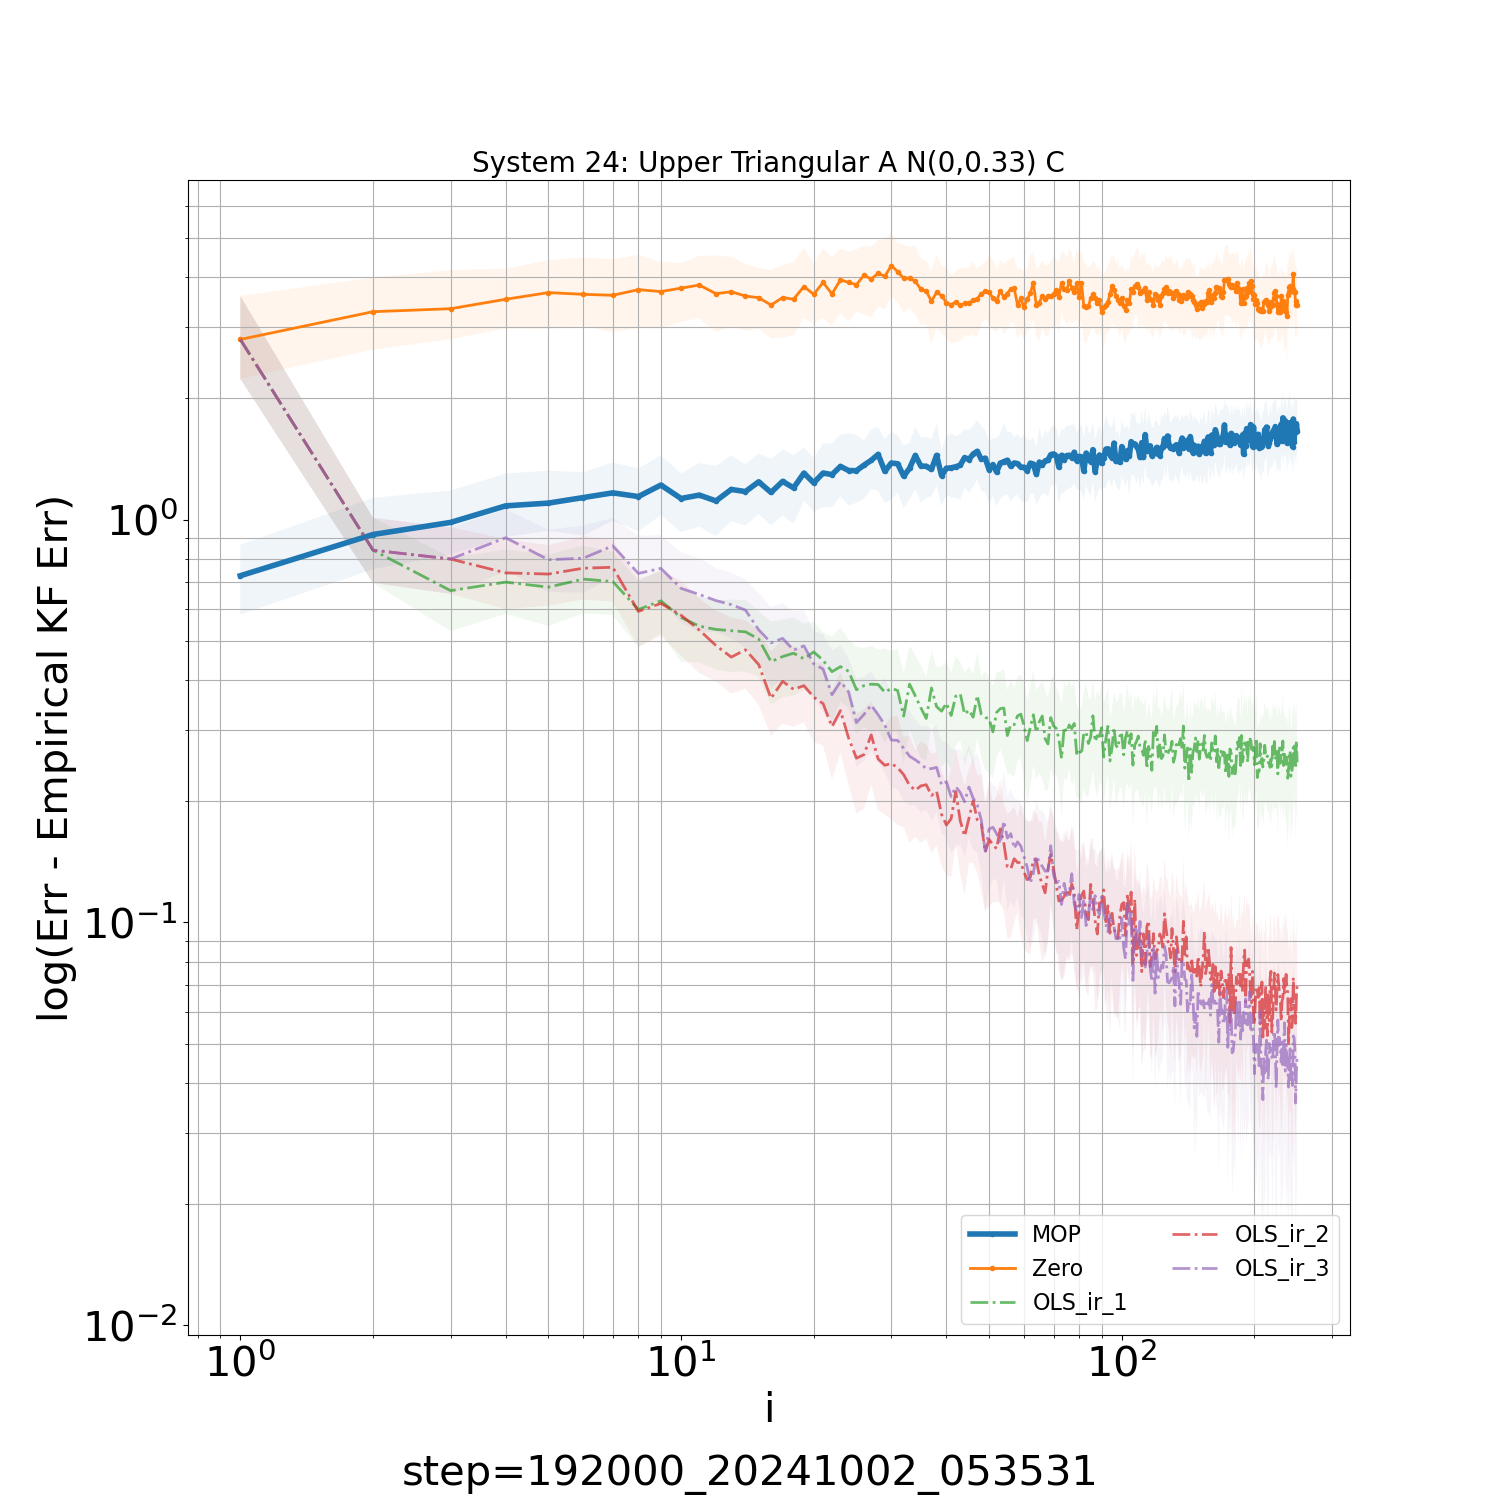 System 24: Upper Triangular A N(0,0.33) C
log(Err - Empirical KF Err)
10⁰
10⁻¹
10⁻²
MOP
Zero
OLS_ir_1
OLS_ir_2
OLS_ir_3
10⁰ 10¹ 10²
i
step=192000_20241002_053531